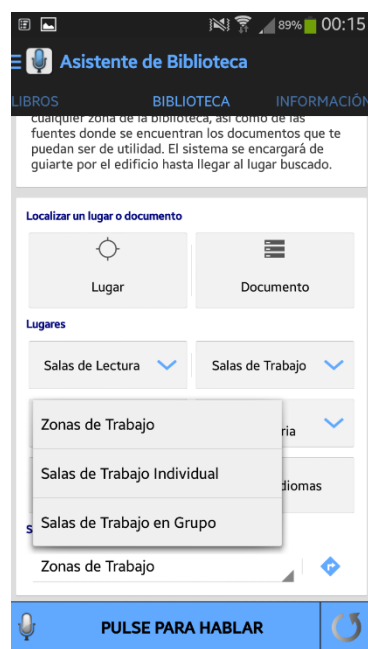 89% 00:15
Asistente de Biblioteca
LIBROS BIBLIOTECA INFORMACIÓN
cualquier zona de la biblioteca, así como de las
fuentes donde se encuentran los documentos que te
puedan ser de utilidad. El sistema se encargará de
guiarte por el edificio hasta llegar al lugar buscado.
Localizar un lugar o documento
Lugar Documento
Lugares
Salas de Lectura Salas de Trabajo
Zonas de Trabajo
ria
Salas de Trabajo Individual
diomas
Salas de Trabajo en Grupo
S
Zonas de Trabajo
PULSE PARA HABLAR